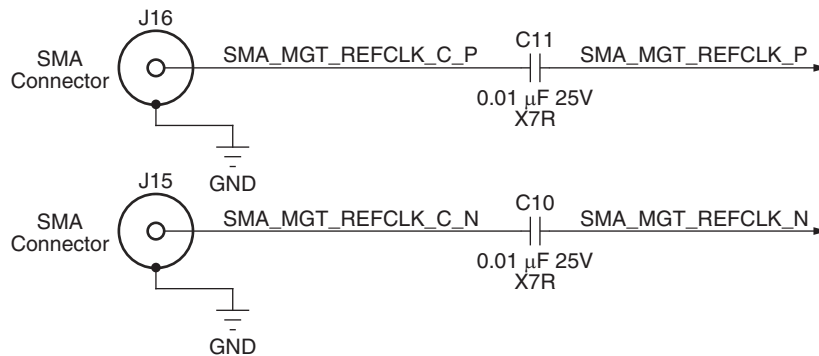 J16
SMA
Connector
SMA_MGT_REFCLK_C_P
C11
SMA_MGT_REFCLK_P
0.01 μF 25V
X7R
GND
J15
SMA
Connector
SMA_MGT_REFCLK_C_N
C10
SMA_MGT_REFCLK_N
0.01 μF 25V
X7R
GND